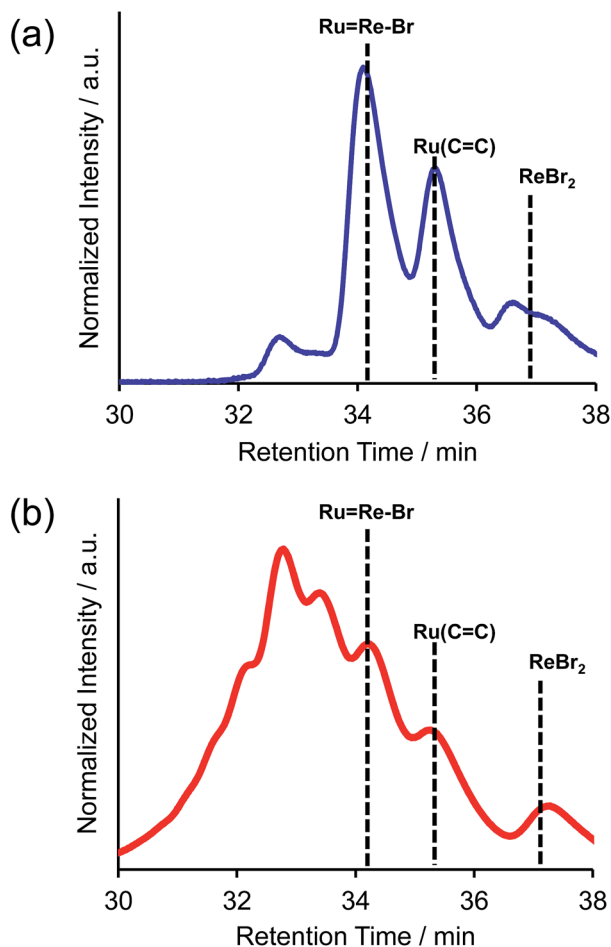 (a)
Ru=Re-Br
Ru(C=C)
ReBr₂
Normalized Intensity / a.u.
30 32 34 36 38
Retention Time / min
(b)
Ru=Re-Br
Ru(C=C)
ReBr₂
Normalized Intensity / a.u.
30 32 34 36 38
Retention Time / min